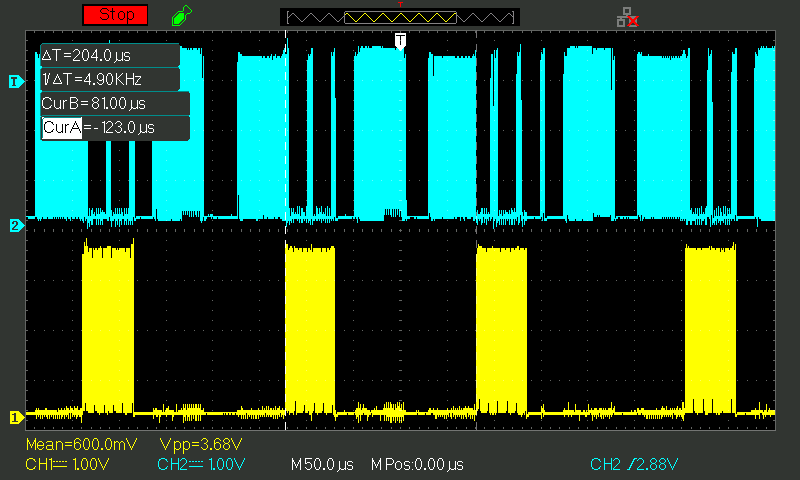 Stop
T
ΔT=204.0µs
1/ΔT=4.90KHz
CurB=81.00µs
CurA=-123.0µs
T
T
2
1
Mean=600.0mV Vpp=3.68V
CH1 1.00V CH2 1.00V M50.0µs MPos:0.00µs CH2 /2.88V